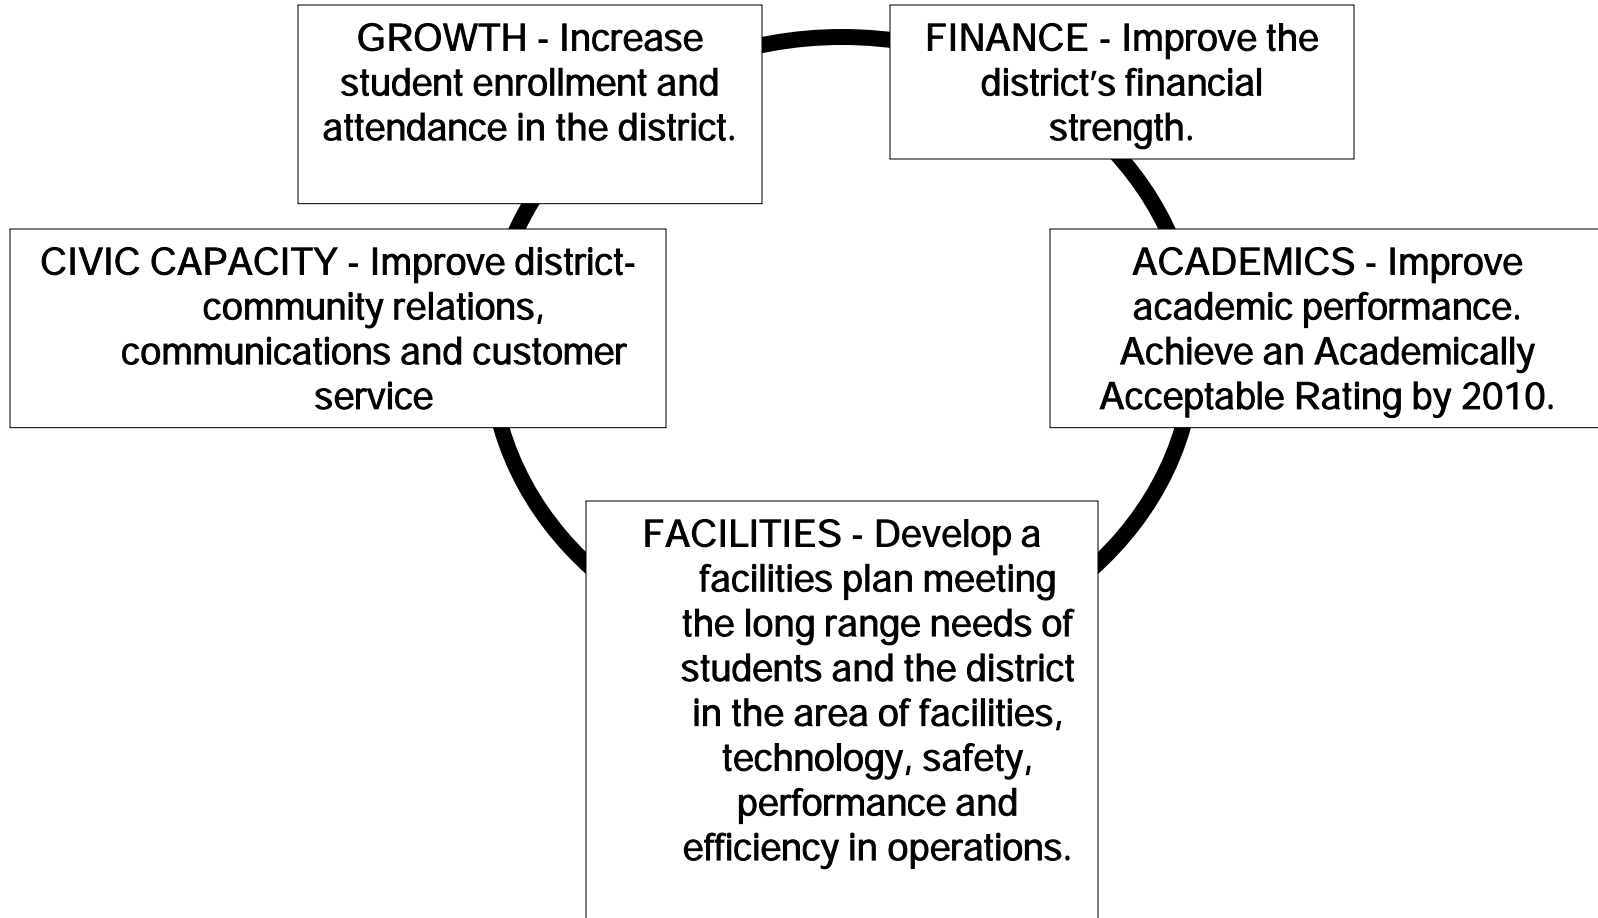 GROWTH - Increase
student enrollment and
attendance in the district.
FINANCE - Improve the
district’s financial
strength.
CIVIC CAPACITY - Improve district-
community relations,
communications and customer
service
ACADEMICS - Improve
academic performance.
Achieve an Academically
Acceptable Rating by 2010.
FACILITIES - Develop a
facilities plan meeting
the long range needs of
students and the district
in the area of facilities,
technology, safety,
performance and
efficiency in operations.